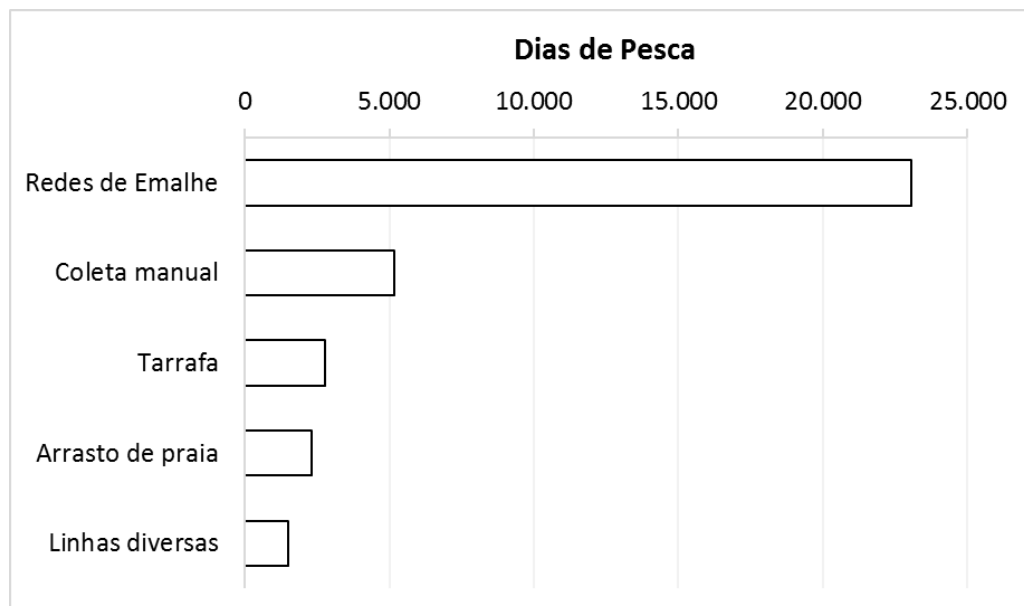 Dias de Pesca
0 5.000 10.000 15.000 20.000 25.000
Redes de Emalhe
Coleta manual
Tarrafa
Arrasto de praia
Linhas diversas